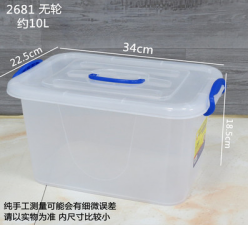 2681 无轮
约10L
34cm
22.5cm
18.5cm
纯手工测量可能会有细微误差
请以实物为准 内尺寸比较小